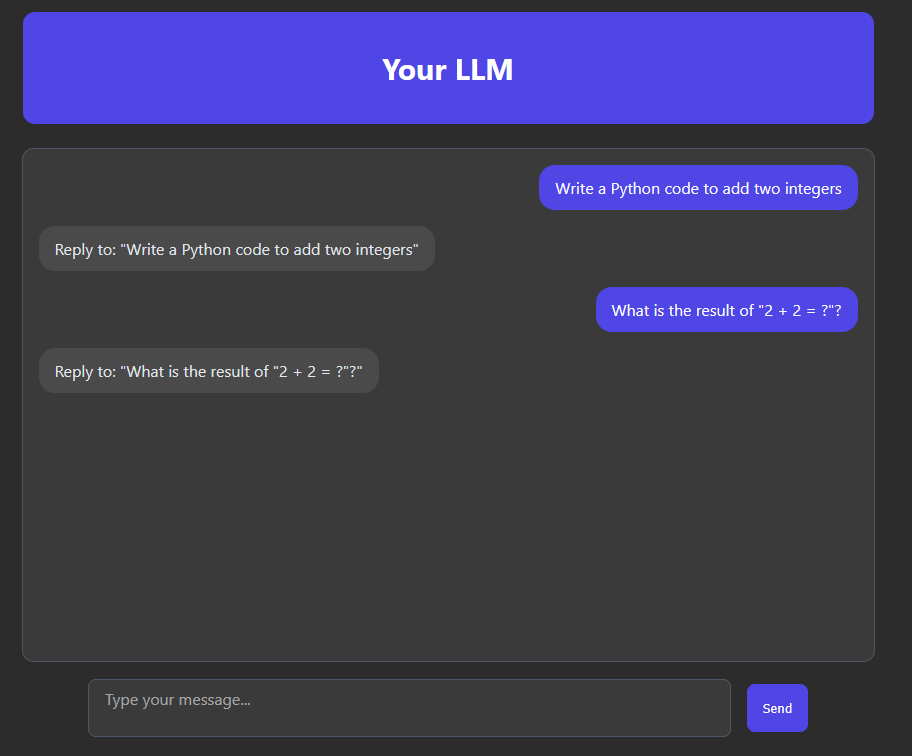 Your LLM
Write a Python code to add two integers
Reply to: "Write a Python code to add two integers"
What is the result of "2 + 2 = ?"?
Reply to: "What is the result of "2 + 2 = ?"?"
Type your message...
Send